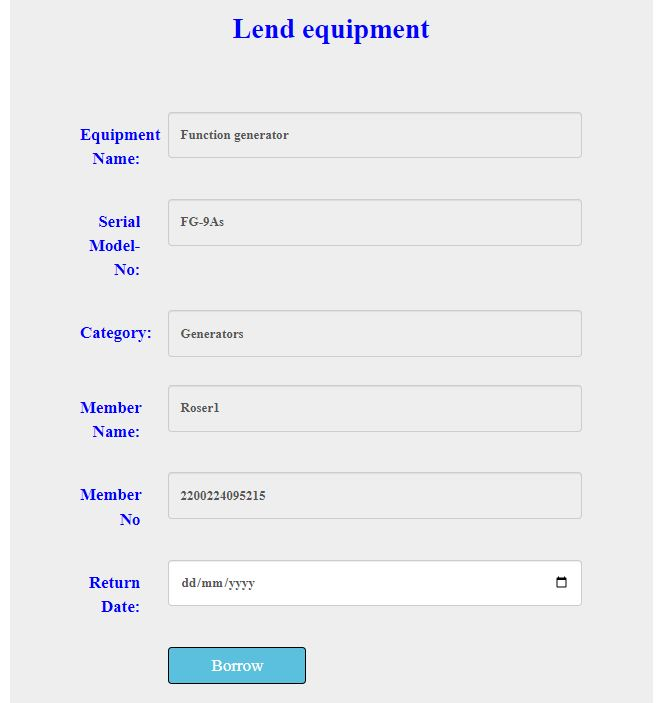 Lend equipment
Equipment
Name:
Function generator
Serial
Model-
No:
FG-9As
Category:
Generators
Member
Name:
Roser1
Member
No
2200224095215
Return
Date:
dd/mm/yyyy
Borrow